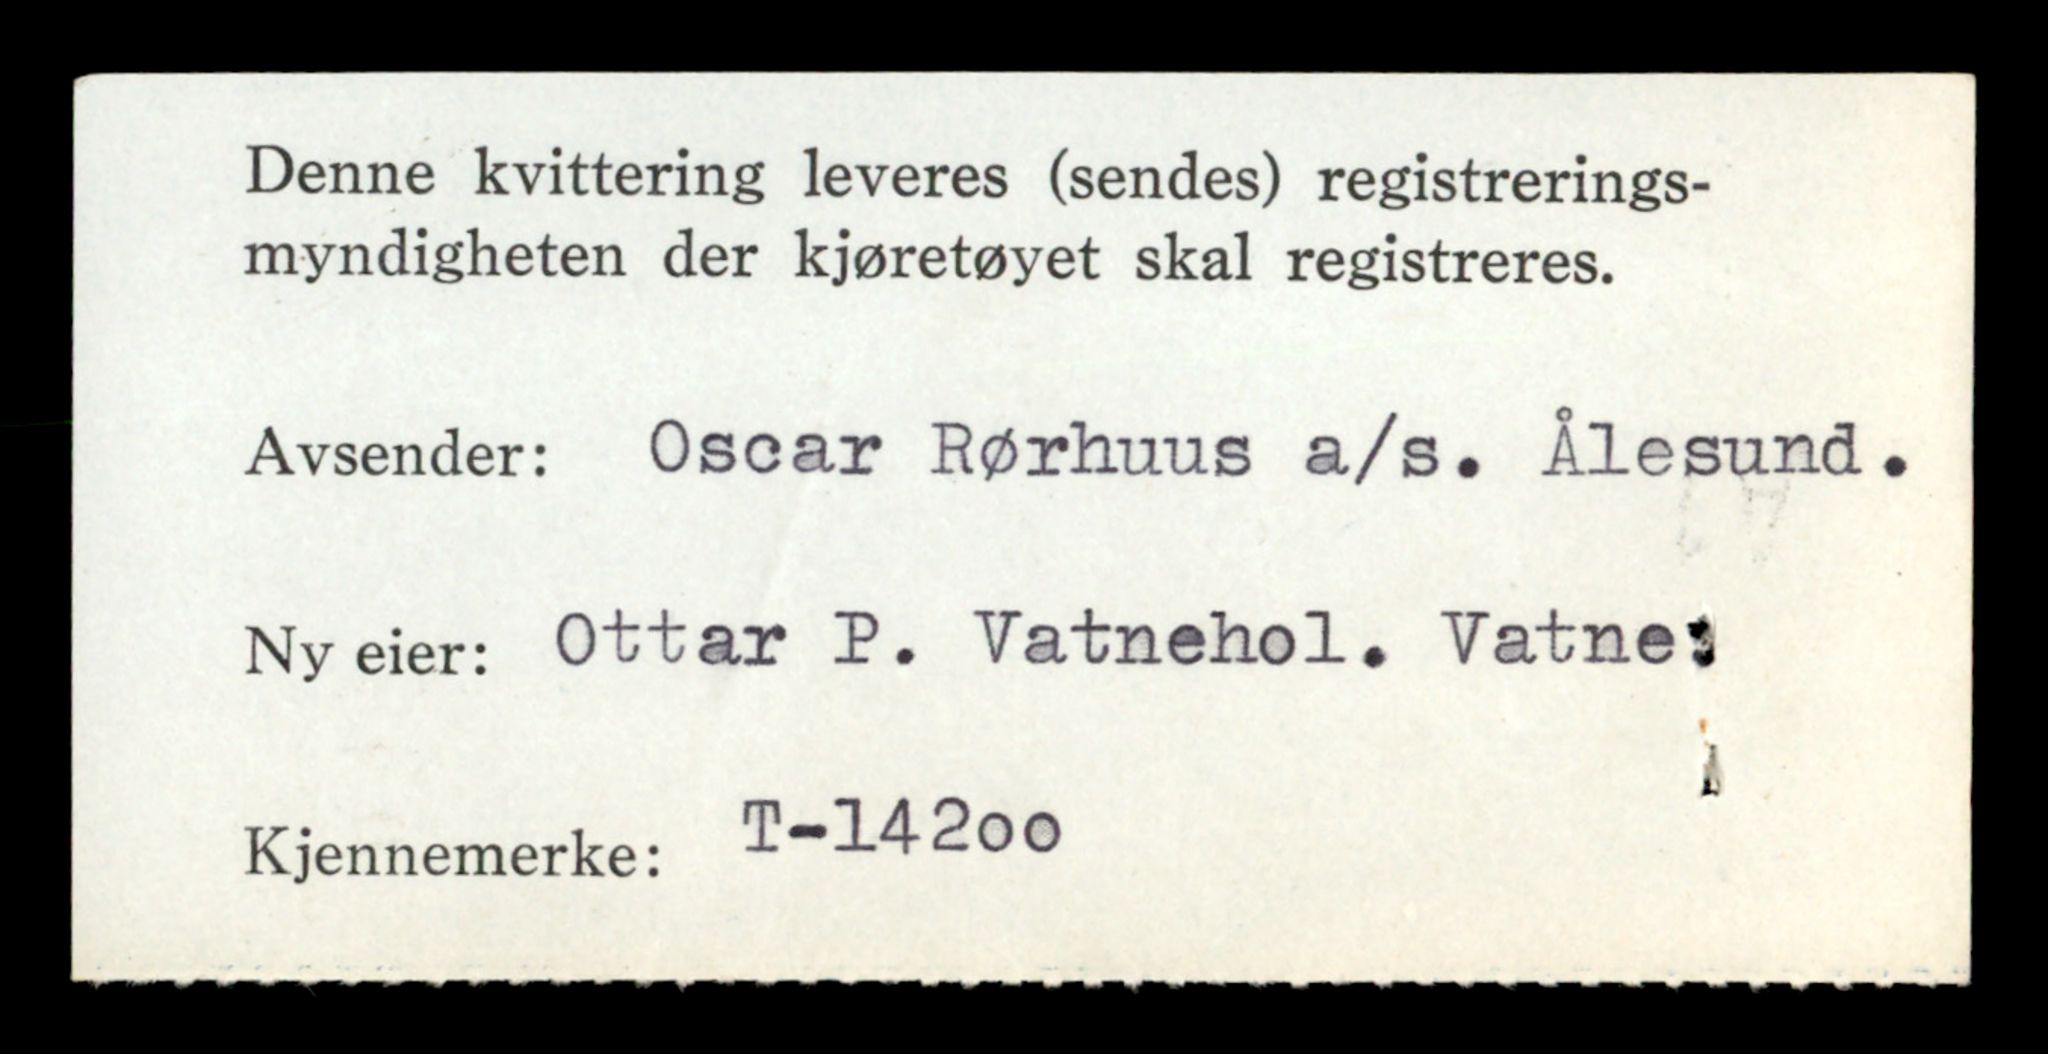 Denne kvittering leveres (sendes) registrerings-
myndigheten der kjøretøyet skal registreres.
Avsender: Oscar Rørhuus a/s. Ålesund.
Ny eier: Ottar P. Vatnehol. Vatne.
Kjennemerke: T-142oo